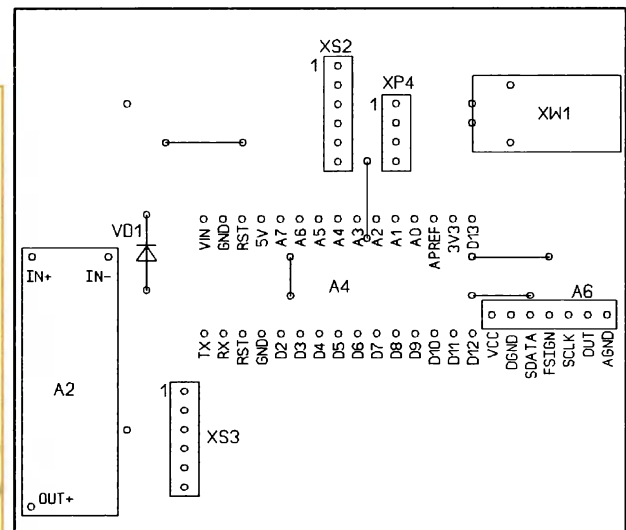 XS2
1
XP4
1
XW1
VD1
VIN
GND
RST
5V
A7
A6
A5
A4
A3
A2
A1
A0
APREF
3V3
D13
IN+ IN-
A4
A6
TX
RX
RST
GND
D2
D3
D4
D5
D6
D7
D8
D9
D10
D11
D12
VCC
DGND
SDATA
FSIGN
SCLK
OUT
AGND
A2
1
XS3
OUT+